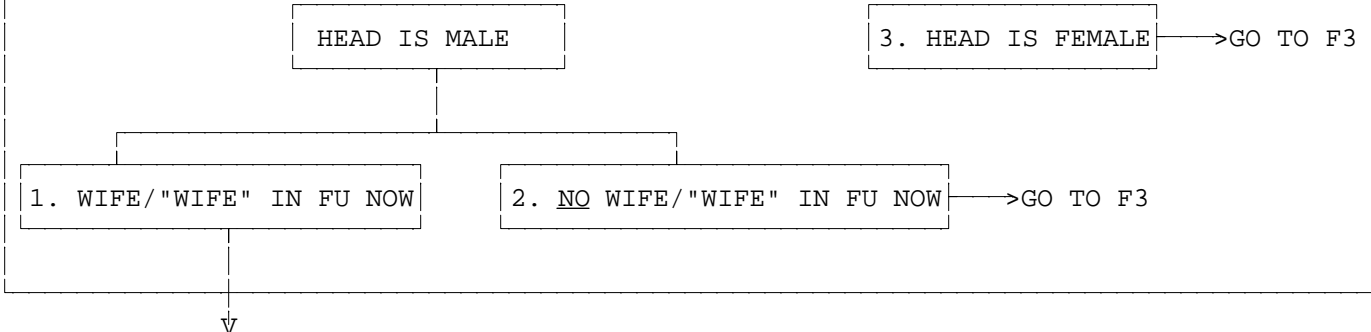 HEAD IS MALE 3. HEAD IS FEMALE >GO TO F3
1. WIFE/"WIFE" IN FU NOW 2. NO WIFE/"WIFE" IN FU NOW >GO TO F3
V